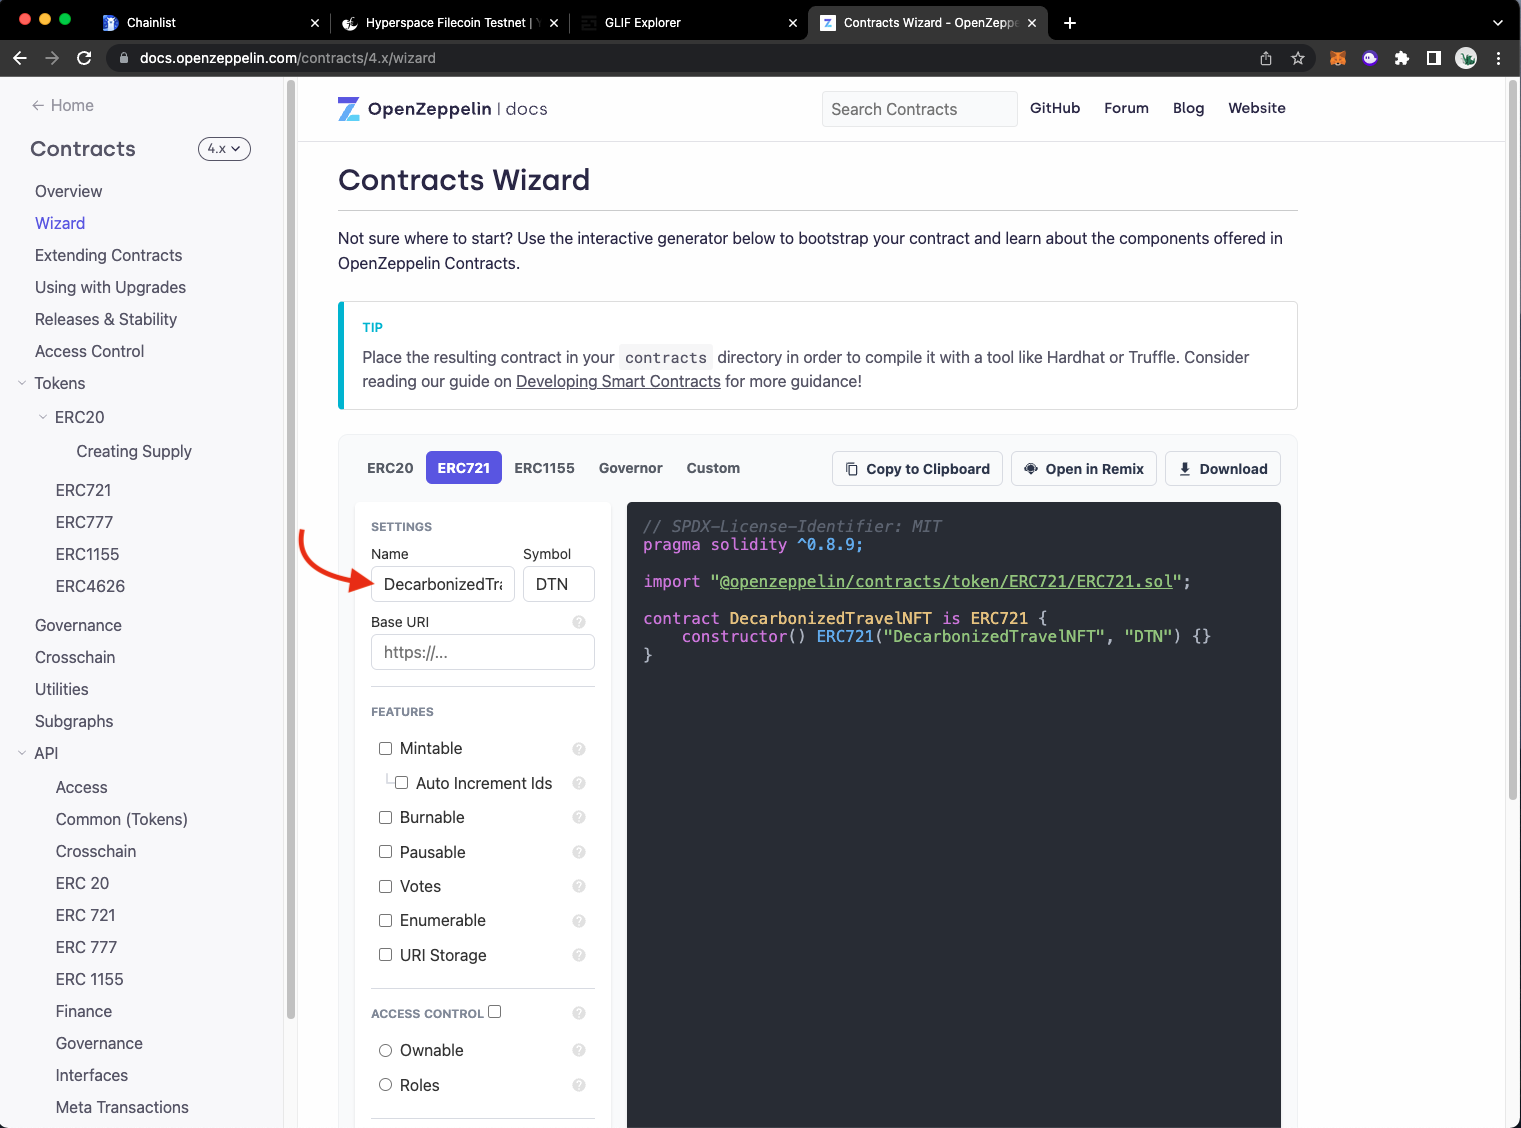 Chainlist
Hyperspace Filecoin Testnet |
GLIF Explorer
Contracts Wizard - OpenZeppe
docs.openzeppelin.com/contracts/4.x/wizard
← Home
Contracts
4.x
Overview
Wizard
Extending Contracts
Using with Upgrades
Releases & Stability
Access Control
Tokens
ERC20
Creating Supply
ERC721
ERC777
ERC1155
ERC4626
Governance
Crosschain
Utilities
Subgraphs
API
Access
Common (Tokens)
Crosschain
ERC 20
ERC 721
ERC 777
ERC 1155
Finance
Governance
Interfaces
Meta Transactions
OpenZeppelin | docs
Search Contracts
GitHub
Forum
Blog
Website
Contracts Wizard
Not sure where to start? Use the interactive generator below to bootstrap your contract and learn about the components offered in
OpenZeppelin Contracts.
TIP
Place the resulting contract in your contracts directory in order to compile it with a tool like Hardhat or Truffle. Consider
reading our guide on Developing Smart Contracts for more guidance!
ERC20
ERC721
ERC1155
Governor
Custom
Copy to Clipboard
Open in Remix
Download
SETTINGS
Name
Symbol
DecarbonizedTra
DTN
Base URI
?
https://...
FEATURES
Mintable ?
Auto Increment Ids ?
Burnable ?
Pausable ?
Votes ?
Enumerable ?
URI Storage ?
ACCESS CONTROL ?
Ownable ?
Roles ?
// SPDX-License-Identifier: MIT
pragma solidity ^0.8.9;
import "@openzeppelin/contracts/token/ERC721/ERC721.sol";
contract DecarbonizedTravelNFT is ERC721 {
constructor() ERC721("DecarbonizedTravelNFT", "DTN") {}
}